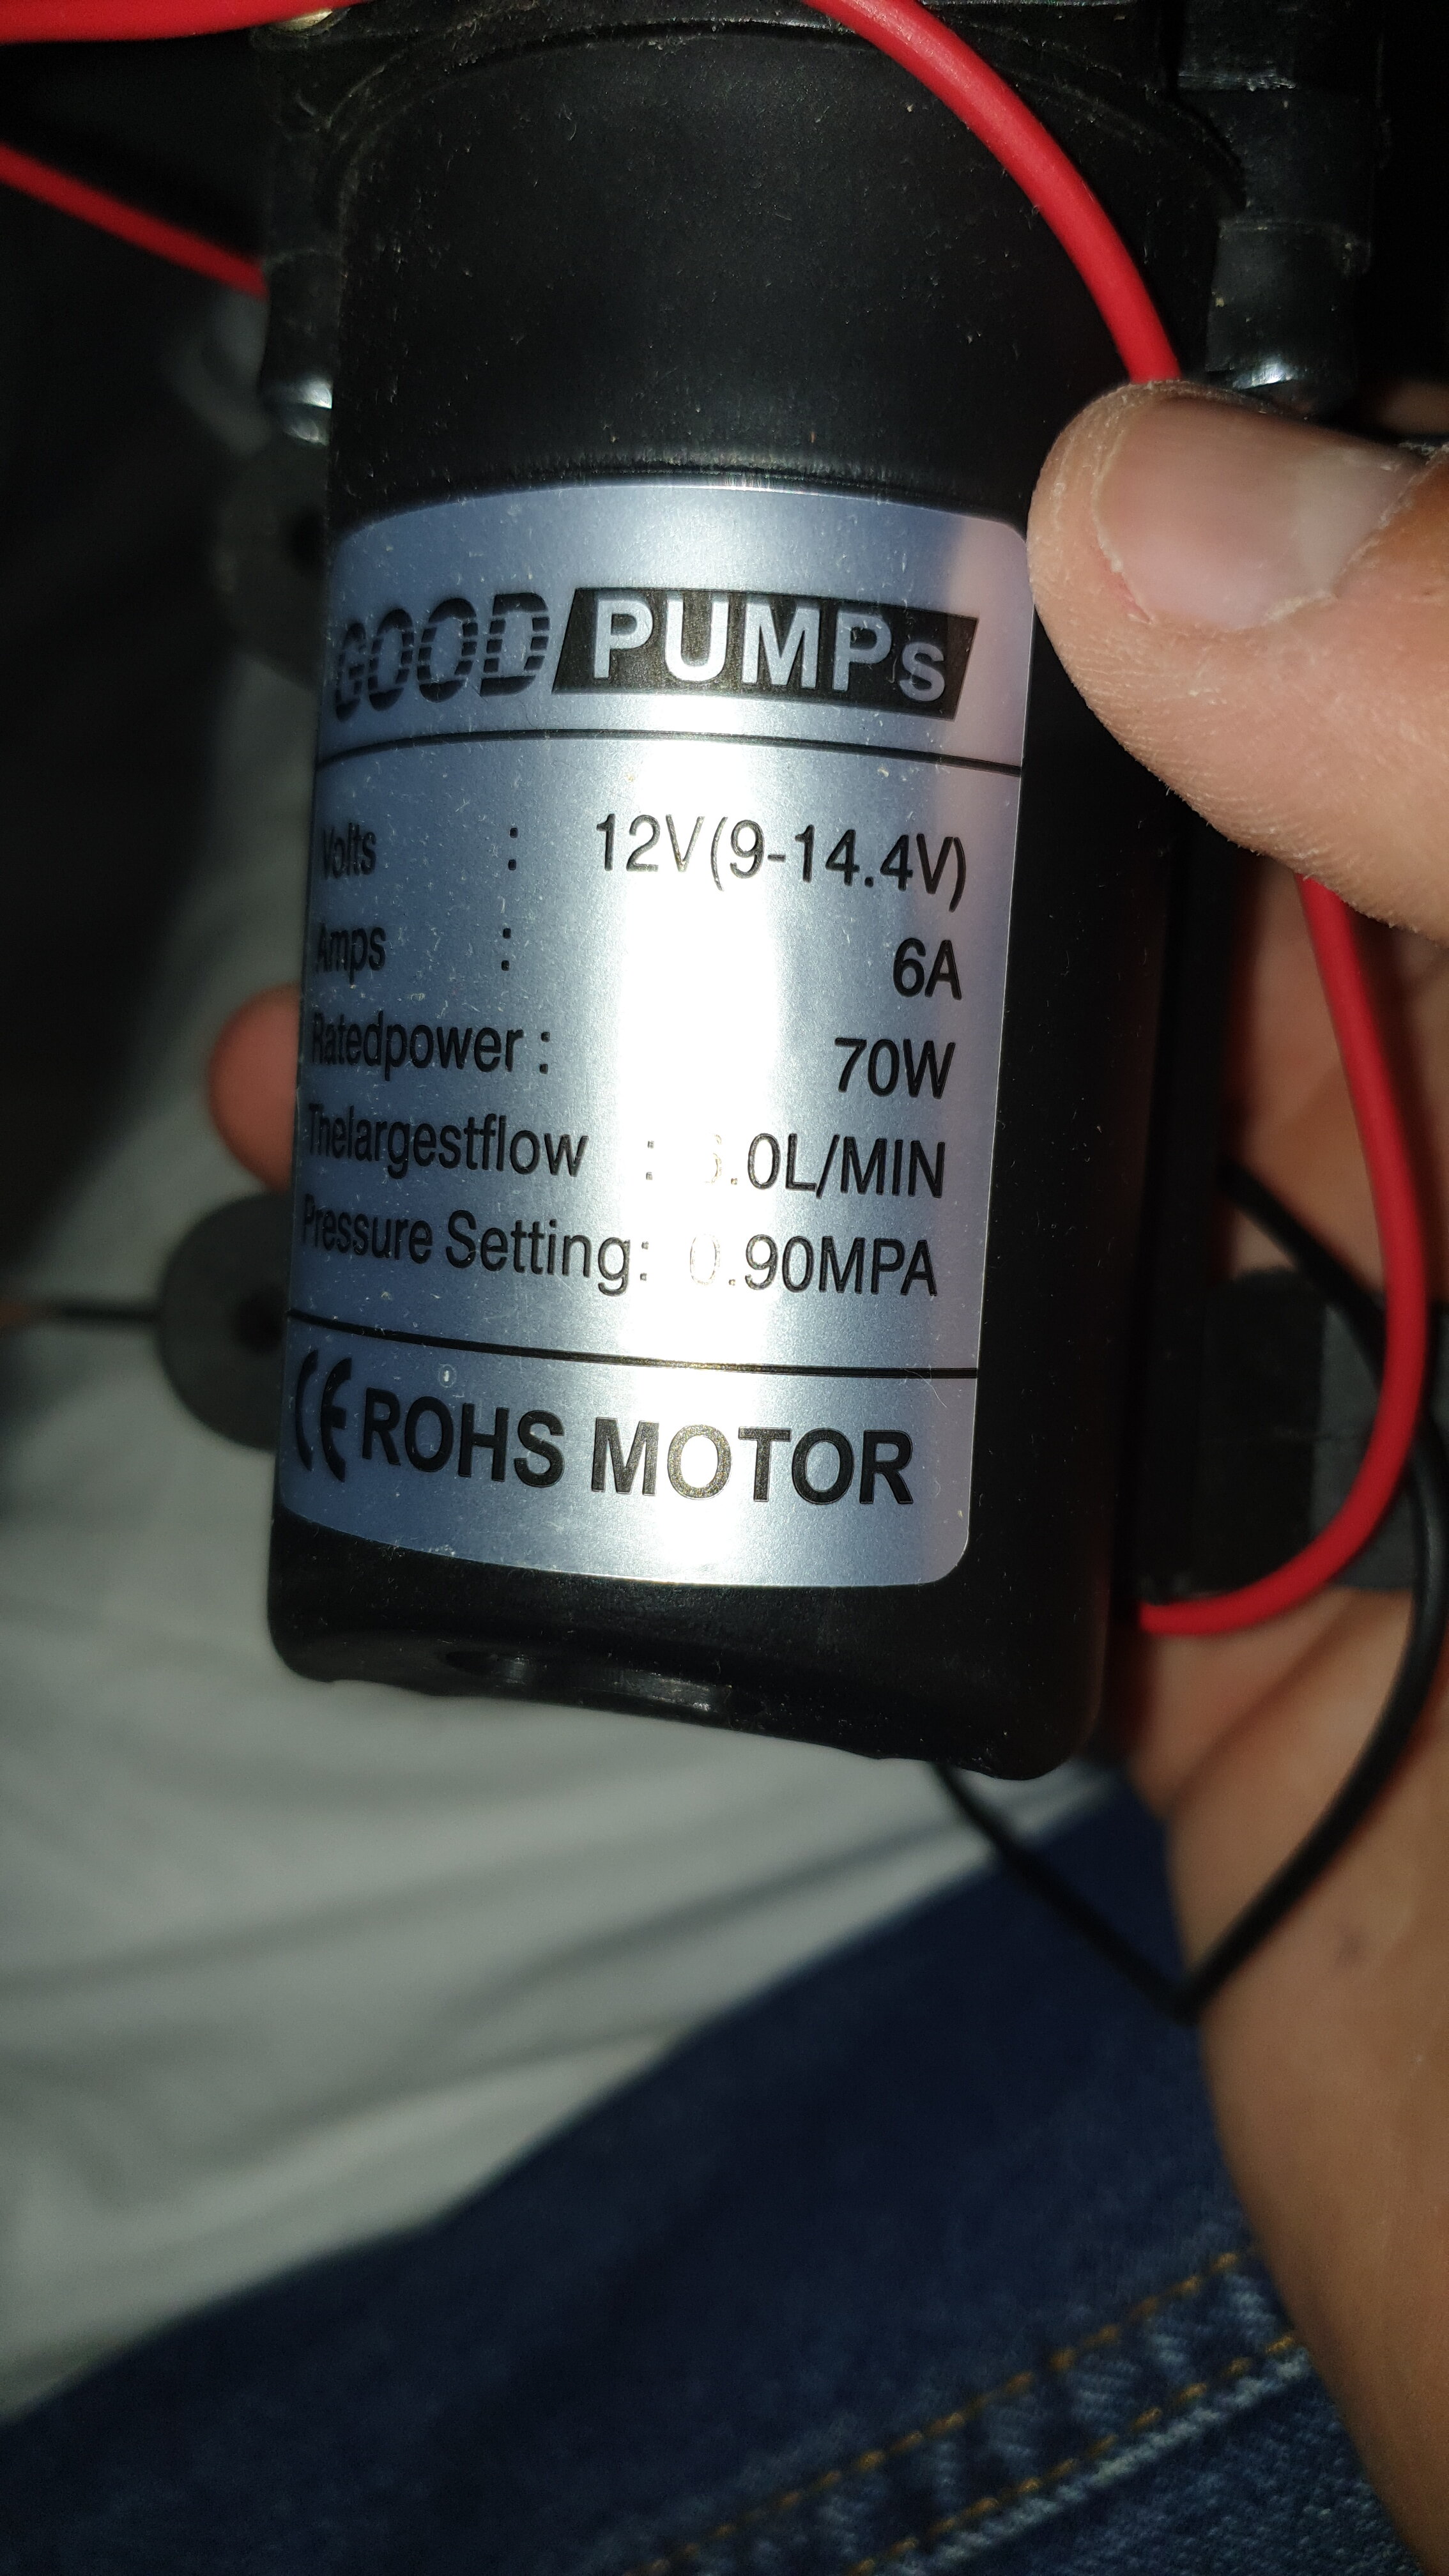 GOOD PUMPs
Volts : 12V(9-14.4V)
Amps : 6A
Ratedpower : 70W
Thelargestflow : .0L/MIN
Pressure Setting: 0.90MPA
CE ROHS MOTOR